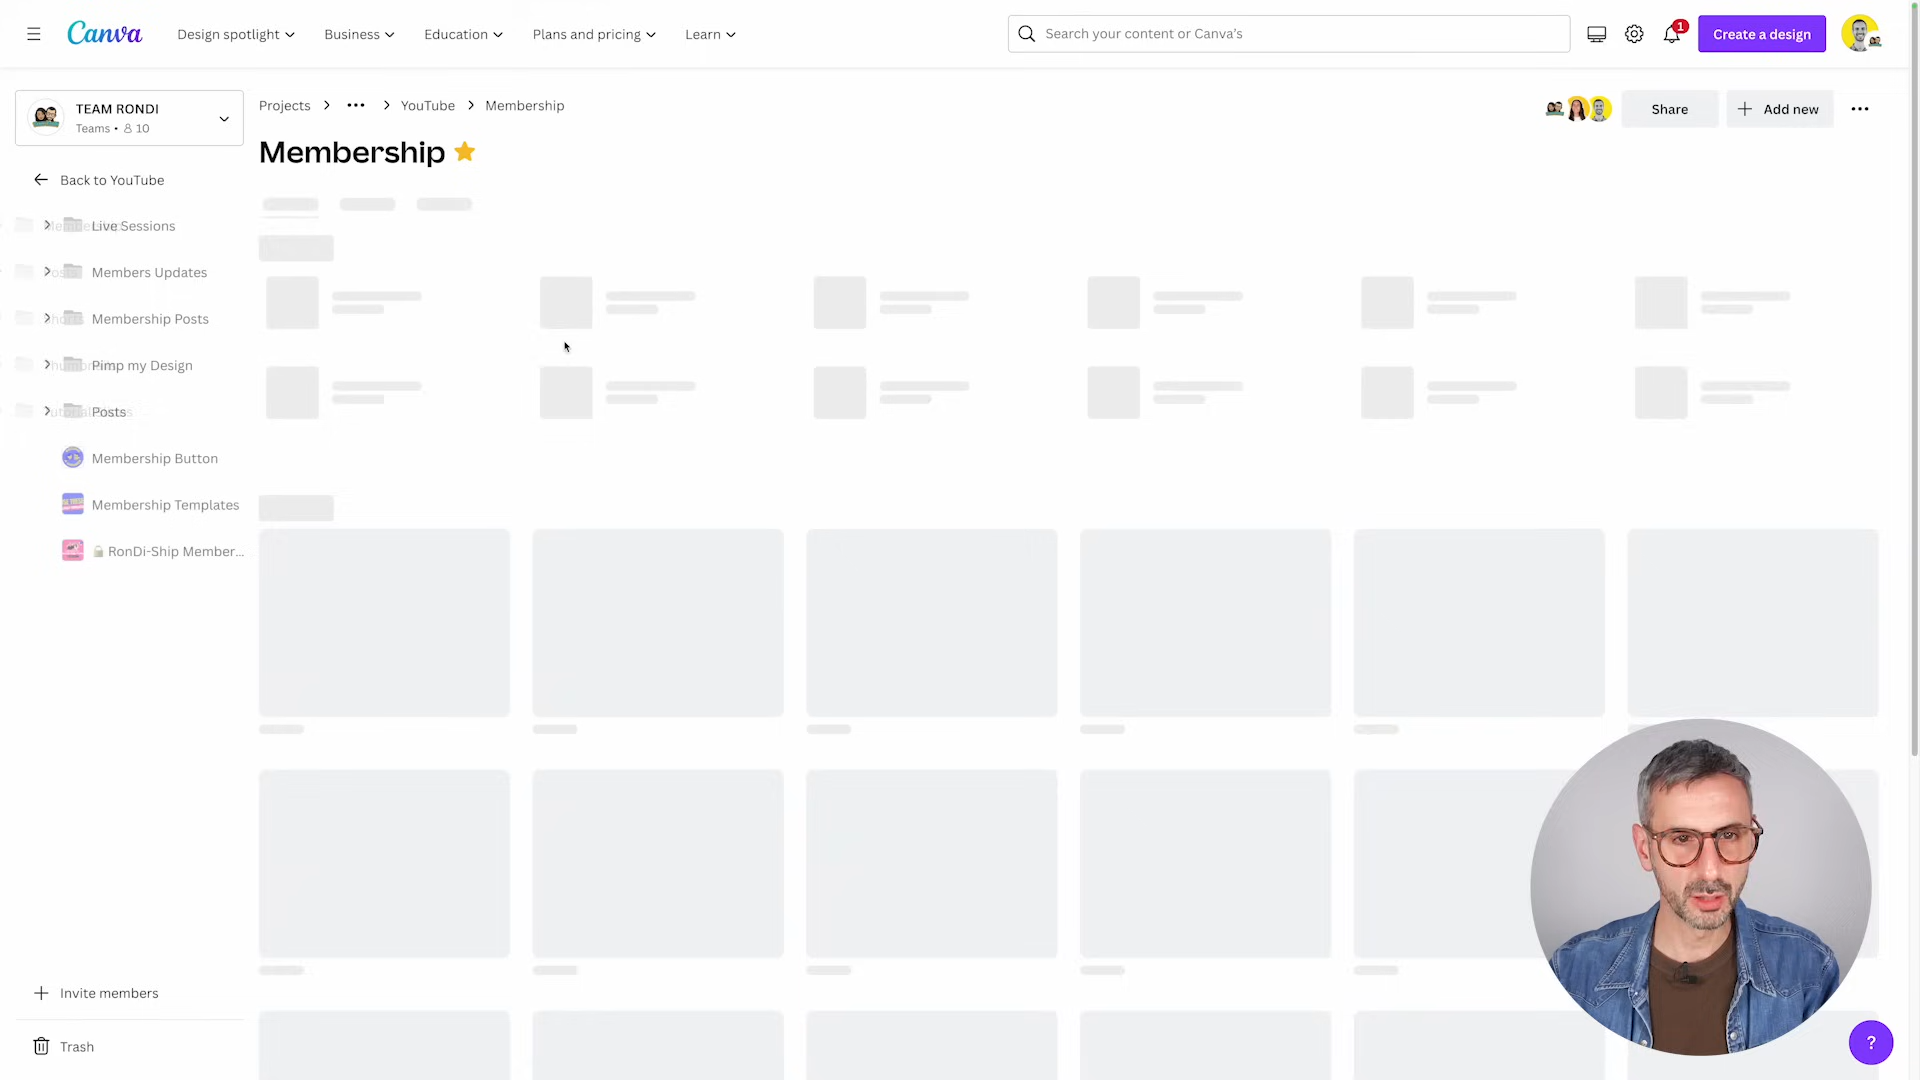 Canva
Design spotlight
Business
Education
Plans and pricing
Learn
Search your content or Canva's
1
Create a design
TEAM RONDI
Teams • 10
Projects
•••
YouTube
Membership
Share
Add new
•••
Membership
Back to YouTube
Live Sessions
Members Updates
Membership Posts
Pimp my Design
Posts
Membership Button
Membership Templates
RonDi-Ship Member...
Invite members
Trash
?